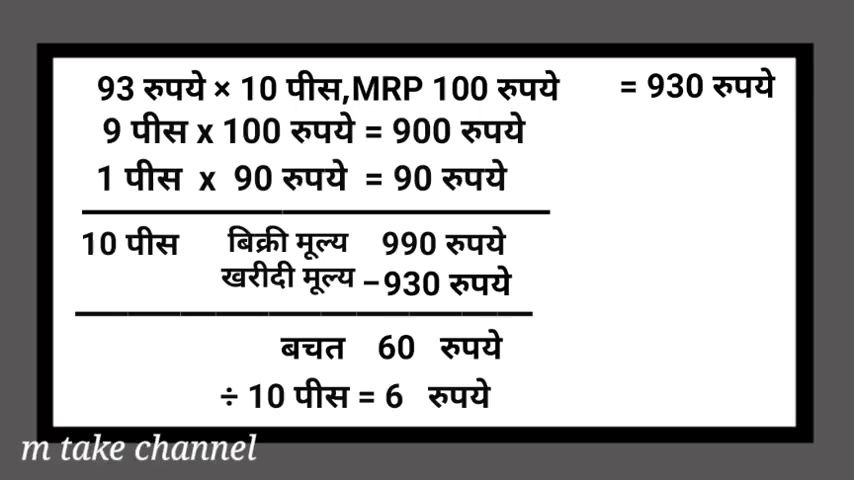 93 रुपये × 10 पीस,MRP 100 रुपये = 930 रुपये
9 पीस x 100 रुपये = 900 रुपये
1 पीस x 90 रुपये = 90 रुपये
10 पीस बिक्री मूल्य 990 रुपये
खरीदी मूल्य −930 रुपये
बचत 60 रुपये
÷ 10 पीस = 6 रुपये
m take channel